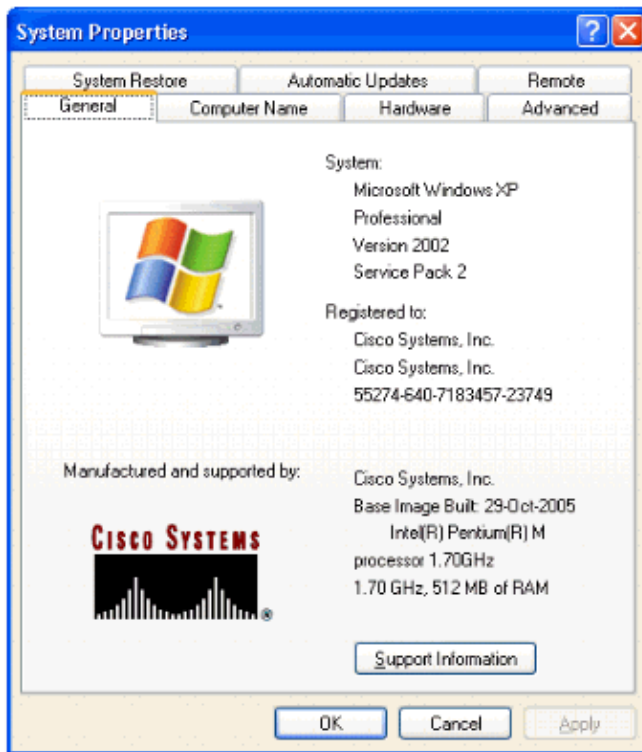 System Properties
System Restore Automatic Updates Remote
General Computer Name Hardware Advanced
System:
Microsoft Windows XP
Professional
Version 2002
Service Pack 2
Registered to:
Cisco Systems, Inc.
Cisco Systems, Inc.
55274-640-7183457-23749
Manufactured and supported by:
Cisco Systems, Inc.
Base Image Built: 29-Oct-2005
Intel(R) Pentium(R) M
processor 1.70GHz
1.70 GHz, 512 MB of RAM
CISCO SYSTEMS
®
Support Information
OK Cancel Apply